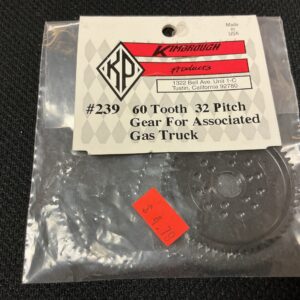 Made
in
USA
KP
KIMBROUGH
Products
1322 Bell Ave. Unit 1-C
Tustin, California 92780
#239 60 Tooth 32 Pitch
Gear For Associated
Gas Truck